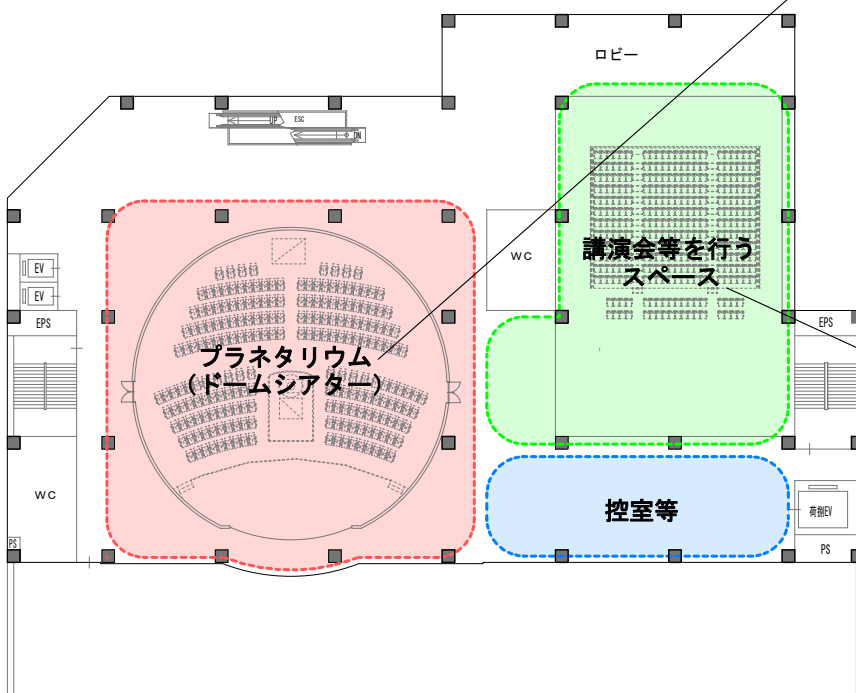 ロビー
UP
ESC
DN
WC
講演会等を行う
スペース
EV
EV
EPS
EPS
プラネタリウム
(ドームシアター)
WC
控室等
荷捌EV
PS
PS